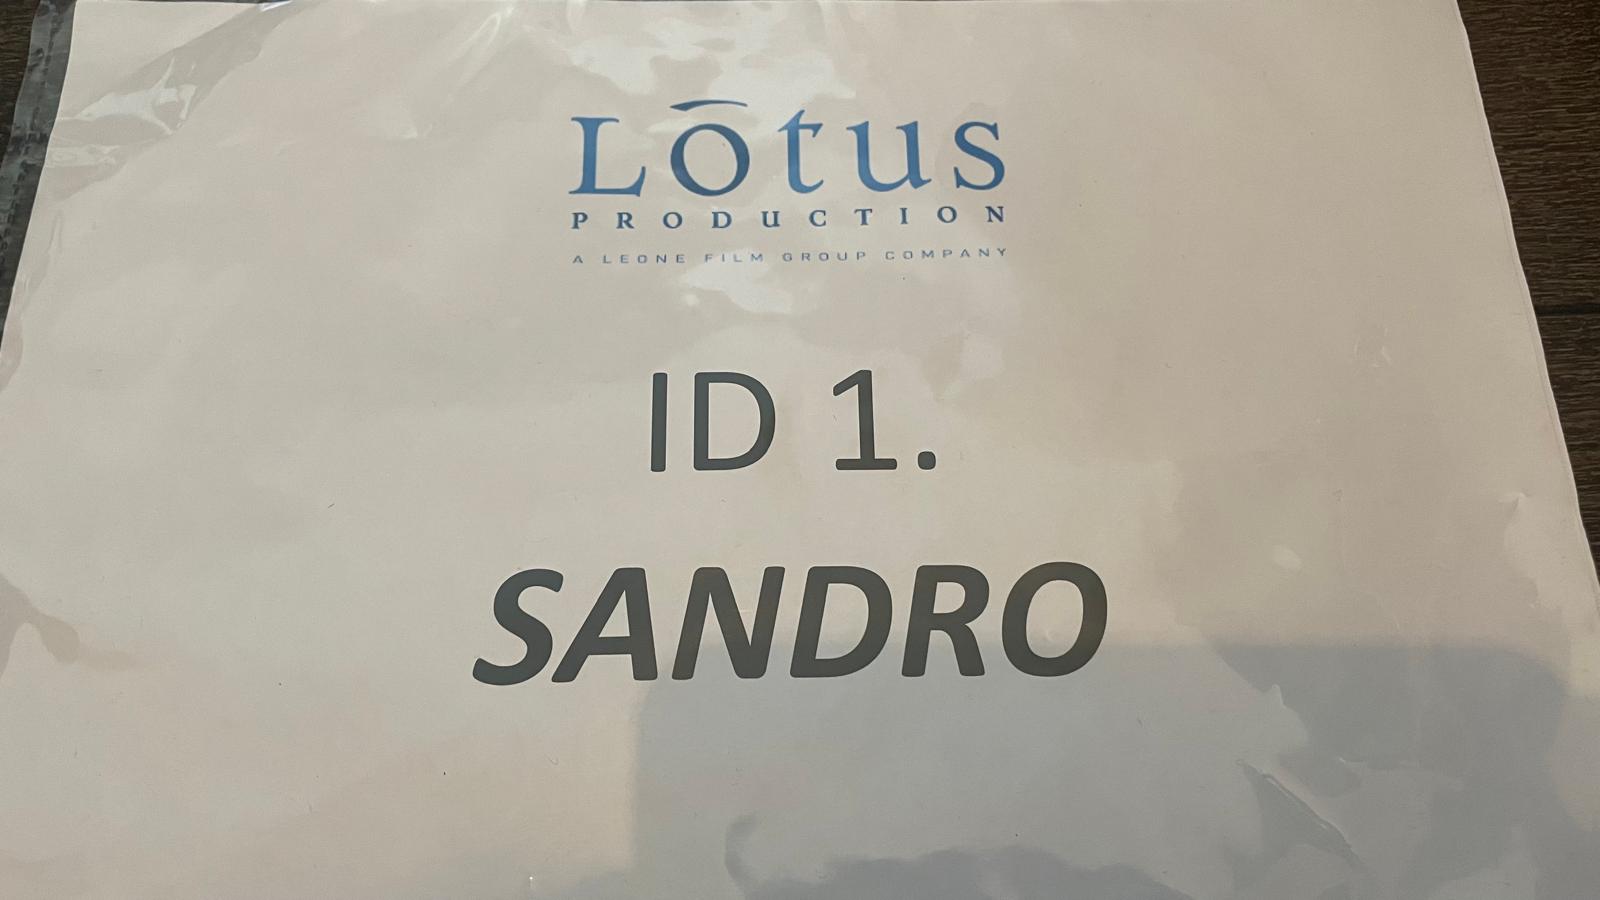 Lōtus
PRODUCTION
A LEONE FILM GROUP COMPANY
ID 1.
SANDRO